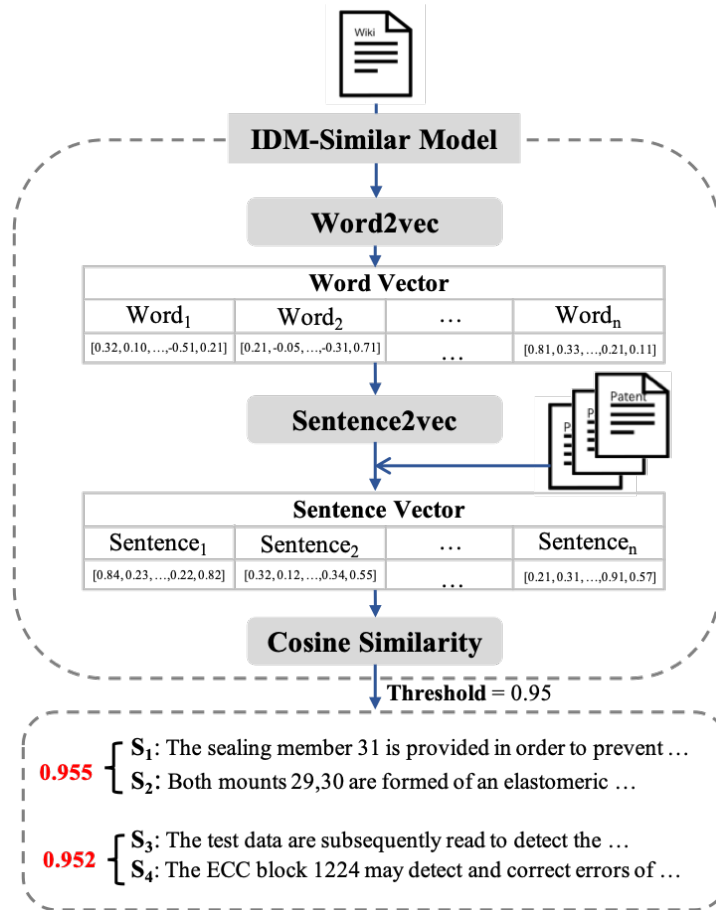 Wiki
IDM-Similar Model
Word2vec
Word Vector
Word₁ Word₂ … Wordₙ
[0.32, 0.10, …,-0.51, 0.21] [0.21, -0.05, …,-0.31, 0.71] … [0.81, 0.33, …,0.21, 0.11]
Sentence2vec
Patent
P
P
Sentence Vector
Sentence₁ Sentence₂ … Sentenceₙ
[0.84, 0.23, …,0.22, 0.82] [0.32, 0.12, …,0.34, 0.55] … [0.21, 0.31, …,0.91, 0.57]
Cosine Similarity
Threshold = 0.95
0.955
S₁: The sealing member 31 is provided in order to prevent …
S₂: Both mounts 29,30 are formed of an elastomeric …
0.952
S₃: The test data are subsequently read to detect the …
S₄: The ECC block 1224 may detect and correct errors of …